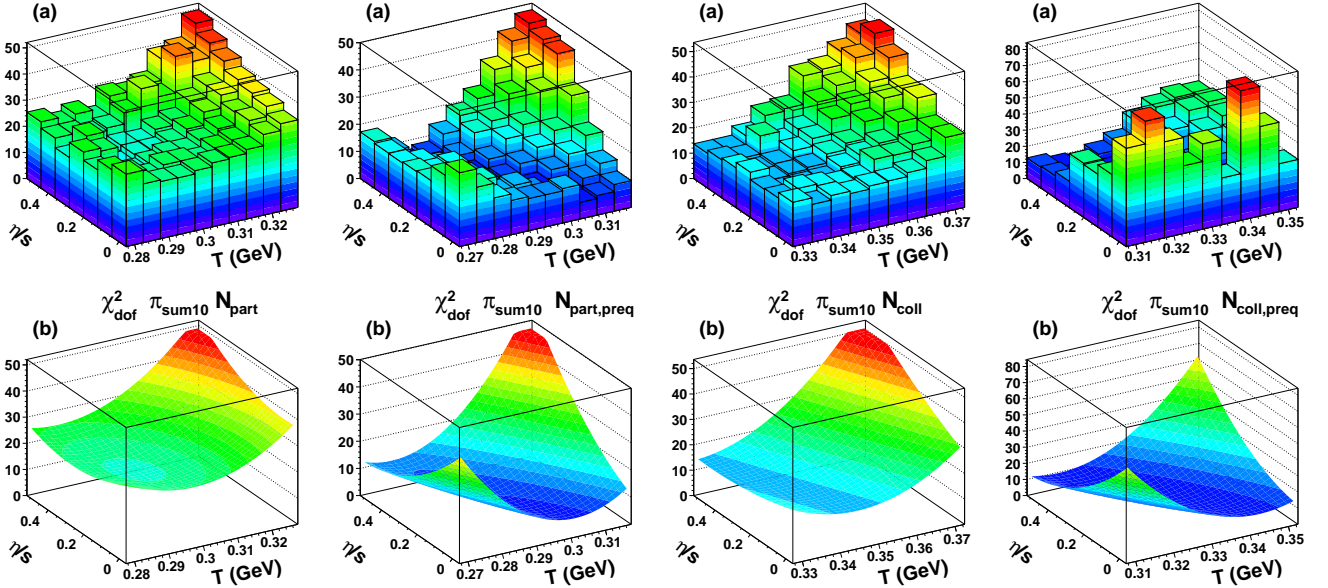 (a)
50
40
30
20
10
0
0.4
0.2
0
η/s
0.28 0.29 0.3 0.31 0.32
T (GeV)
(a)
50
40
30
20
10
0
0.4
0.2
0
η/s
0.27 0.28 0.29 0.3 0.31
T (GeV)
(a)
50
40
30
20
10
0
0.4
0.2
0
η/s
0.33 0.34 0.35 0.36 0.37
T (GeV)
(a)
80
70
60
50
40
30
20
10
0
0.4
0.2
0
η/s
0.31 0.32 0.33 0.34 0.35
T (GeV)
χ²dof πsum10 Npart
(b)
50
40
30
20
10
0
0.4
0.2
0
η/s
0.28 0.29 0.3 0.31 0.32
T (GeV)
χ²dof πsum10 Npart,preq
(b)
50
40
30
20
10
0
0.4
0.2
0
η/s
0.27 0.28 0.29 0.3 0.31
T (GeV)
χ²dof πsum10 Ncoll
(b)
50
40
30
20
10
0
0.4
0.2
0
η/s
0.33 0.34 0.35 0.36 0.37
T (GeV)
χ²dof πsum10 Ncoll,preq
(b)
80
70
60
50
40
30
20
10
0
0.4
0.2
0
η/s
0.31 0.32 0.33 0.34 0.35
T (GeV)